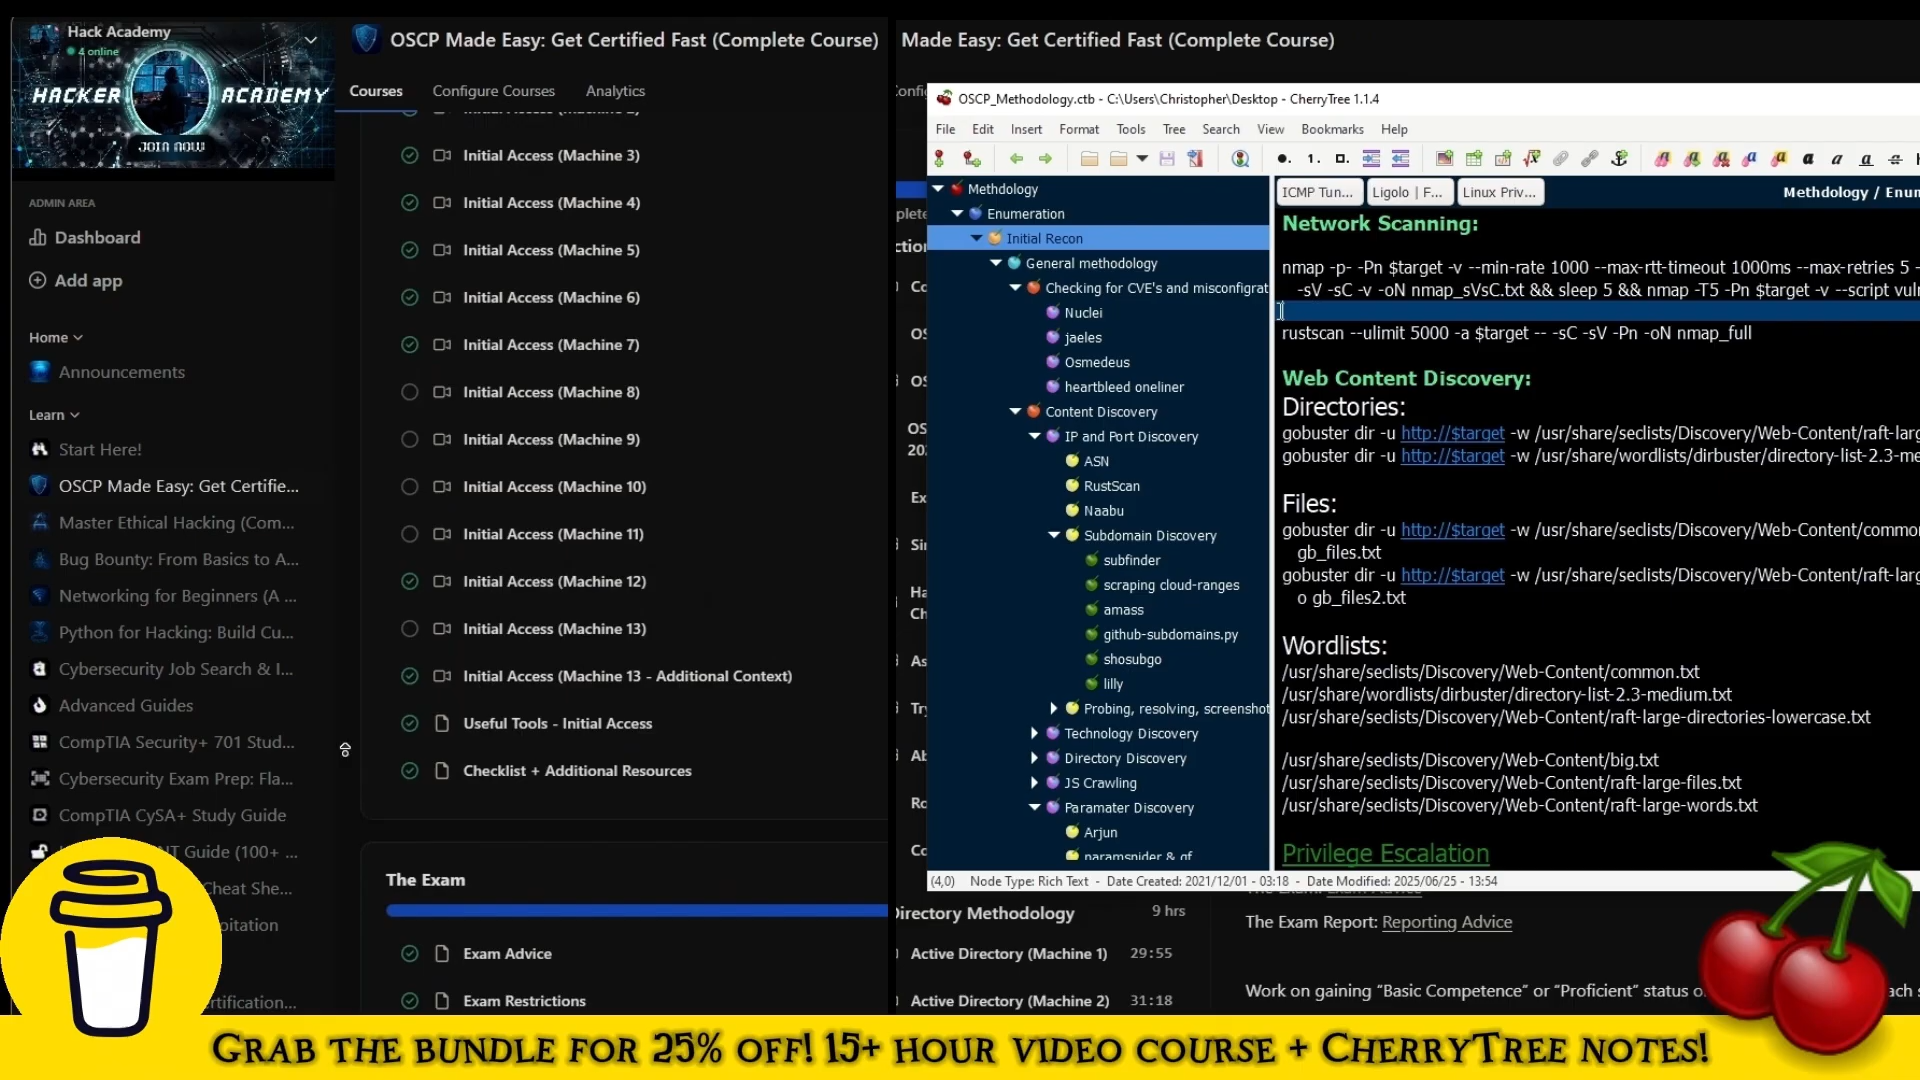 Hack Academy
4 online
HACKER ACADEMY
JOIN NOW
ADMIN AREA
Dashboard
Add app
Home
Announcements
Learn
Start Here!
OSCP Made Easy: Get Certifie...
Master Ethical Hacking (Com...
Bug Bounty: From Basics to A...
Networking for Beginners (A ...
Python for Hacking: Build Cu...
Cybersecurity Job Search & I...
Advanced Guides
CompTIA Security+ 701 Stud...
Cybersecurity Exam Prep: Fla...
CompTIA CySA+ Study Guide
NT Guide (100+ ...
Cheat She...
oitation
rtification...
OSCP Made Easy: Get Certified Fast (Complete Course)
Courses
Configure Courses
Analytics
Initial Access (Machine 3)
Initial Access (Machine 4)
Initial Access (Machine 5)
Initial Access (Machine 6)
Initial Access (Machine 7)
Initial Access (Machine 8)
Initial Access (Machine 9)
Initial Access (Machine 10)
Initial Access (Machine 11)
Initial Access (Machine 12)
Initial Access (Machine 13)
Initial Access (Machine 13 - Additional Context)
Useful Tools - Initial Access
Checklist + Additional Resources
The Exam
Exam Advice
Exam Restrictions
Made Easy: Get Certified Fast (Complete Course)
OSCP_Methodology.ctb - C:\Users\Christopher\Desktop - CherryTree 1.1.4
File Edit Insert Format Tools Tree Search View Bookmarks Help
Methdology
Enumeration
Initial Recon
General methodology
Checking for CVE's and misconfigrat
Nuclei
jaeles
Osmedeus
heartbleed oneliner
Content Discovery
IP and Port Discovery
ASN
RustScan
Naabu
Subdomain Discovery
subfinder
scraping cloud-ranges
amass
github-subdomains.py
shosubgo
lilly
Probing, resolving, screenshot
Technology Discovery
Directory Discovery
JS Crawling
Paramater Discovery
Arjun
paramspider & gf
ICMP Tun...
Ligolo | F...
Linux Priv...
Methdology / Enum
Network Scanning:
nmap -p- -Pn $target -v --min-rate 1000 --max-rtt-timeout 1000ms --max-retries 5 -
-sV -sC -v -oN nmap_sVsC.txt && sleep 5 && nmap -T5 -Pn $target -v --script vuln
rustscan --ulimit 5000 -a $target -- -sC -sV -Pn -oN nmap_full
Web Content Discovery:
Directories:
gobuster dir -u http://$target -w /usr/share/seclists/Discovery/Web-Content/raft-larg
gobuster dir -u http://$target -w /usr/share/wordlists/dirbuster/directory-list-2.3-me
Files:
gobuster dir -u http://$target -w /usr/share/seclists/Discovery/Web-Content/common
gb_files.txt
gobuster dir -u http://$target -w /usr/share/seclists/Discovery/Web-Content/raft-larg
o gb_files2.txt
Wordlists:
/usr/share/seclists/Discovery/Web-Content/common.txt
/usr/share/wordlists/dirbuster/directory-list-2.3-medium.txt
/usr/share/seclists/Discovery/Web-Content/raft-large-directories-lowercase.txt
/usr/share/seclists/Discovery/Web-Content/big.txt
/usr/share/seclists/Discovery/Web-Content/raft-large-files.txt
/usr/share/seclists/Discovery/Web-Content/raft-large-words.txt
Privilege Escalation
(4,0) Node Type: Rich Text - Date Created: 2021/12/01 - 03:18 - Date Modified: 2025/06/25 - 13:54
Directory Methodology
9 hrs
Active Directory (Machine 1) 29:55
Active Directory (Machine 2) 31:18
The Exam Report: Reporting Advice
Work on gaining “Basic Competence” or “Proficient” status o
ach s
Grab the bundle for 25% off! 15+ hour video course + CherryTree notes!